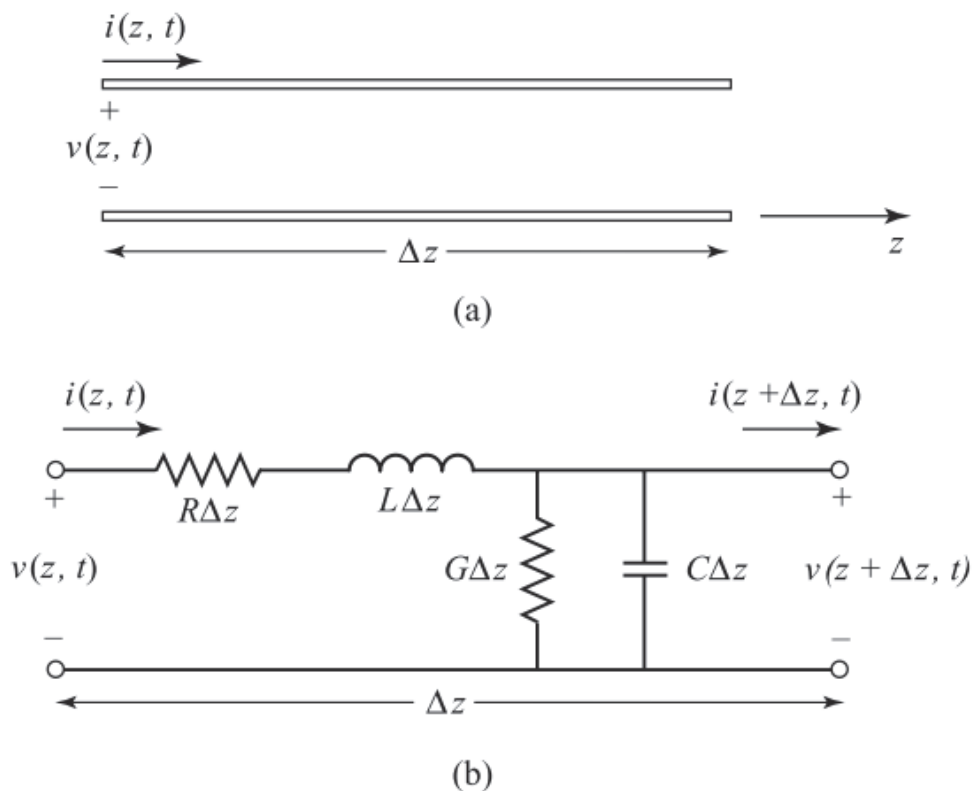 i(z, t)
+
v(z, t)
−
z
Δz
(a)
i(z, t) i(z +Δz, t)
+ +
RΔz LΔz
v(z, t) GΔz CΔz v(z + Δz, t)
− −
Δz
(b)